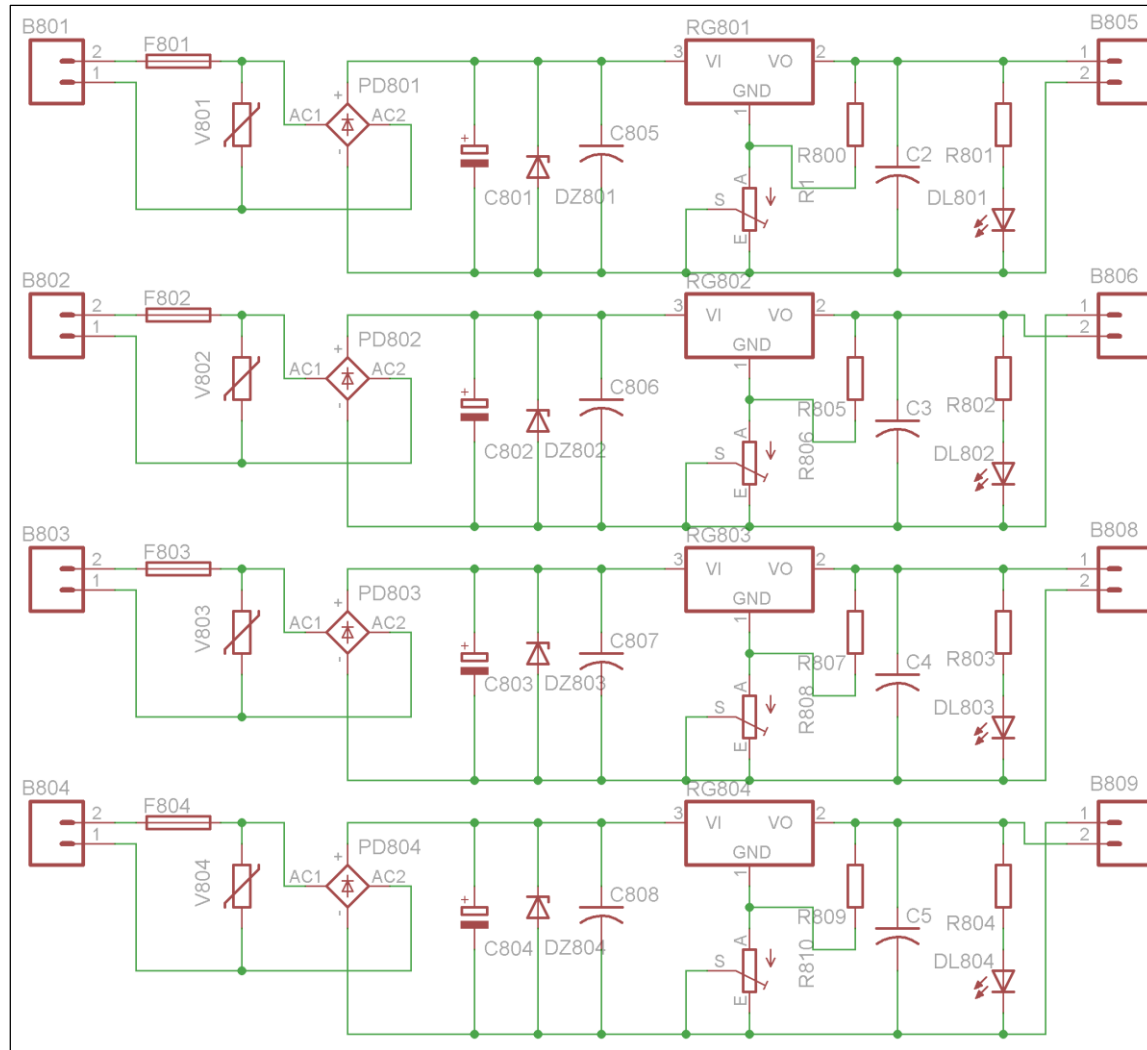 B801
F801
RG801
B805
2
1
3
VI
VO
2
1
2
PD801
+
GND
V801
AC1
AC2
-
1
+
C805
R800
C2
R801
C801
DZ801
A
S
E
R1
DL801
B802
F802
RG802
B806
2
1
3
VI
VO
2
1
2
PD802
+
GND
V802
AC1
AC2
-
1
+
C806
R805
C3
R802
C802
DZ802
A
S
E
R806
DL802
B803
F803
RG803
B808
2
1
3
VI
VO
2
1
2
PD803
+
GND
V803
AC1
AC2
-
1
+
C807
R807
C4
R803
C803
DZ803
A
S
E
R808
DL803
B804
F804
RG804
B809
2
1
3
VI
VO
2
1
2
PD804
+
GND
V804
AC1
AC2
-
1
+
C808
R809
C5
R804
C804
DZ804
A
S
E
R810
DL804